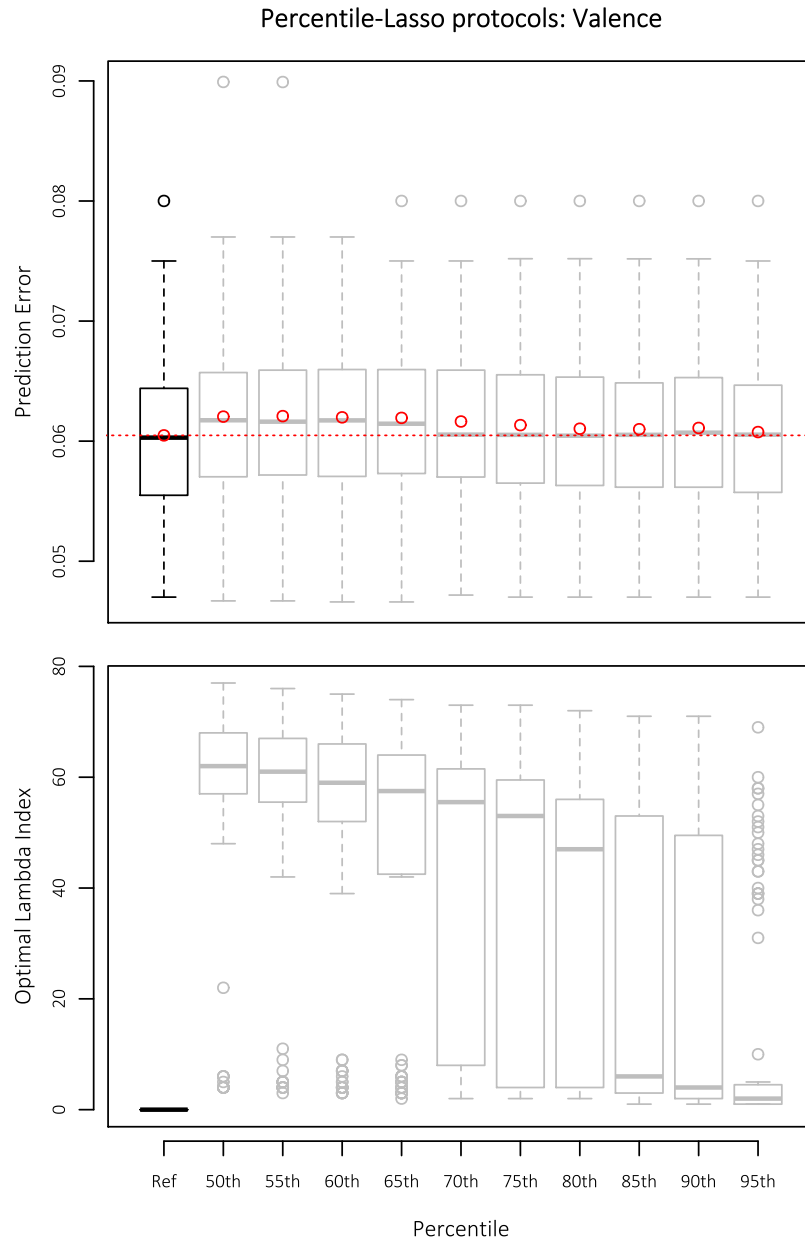 Percentile-Lasso protocols: Valence
Prediction Error
0.09
0.08
0.07
0.06
0.05
Optimal Lambda Index
80
60
40
20
0
Ref 50th 55th 60th 65th 70th 75th 80th 85th 90th 95th
Percentile